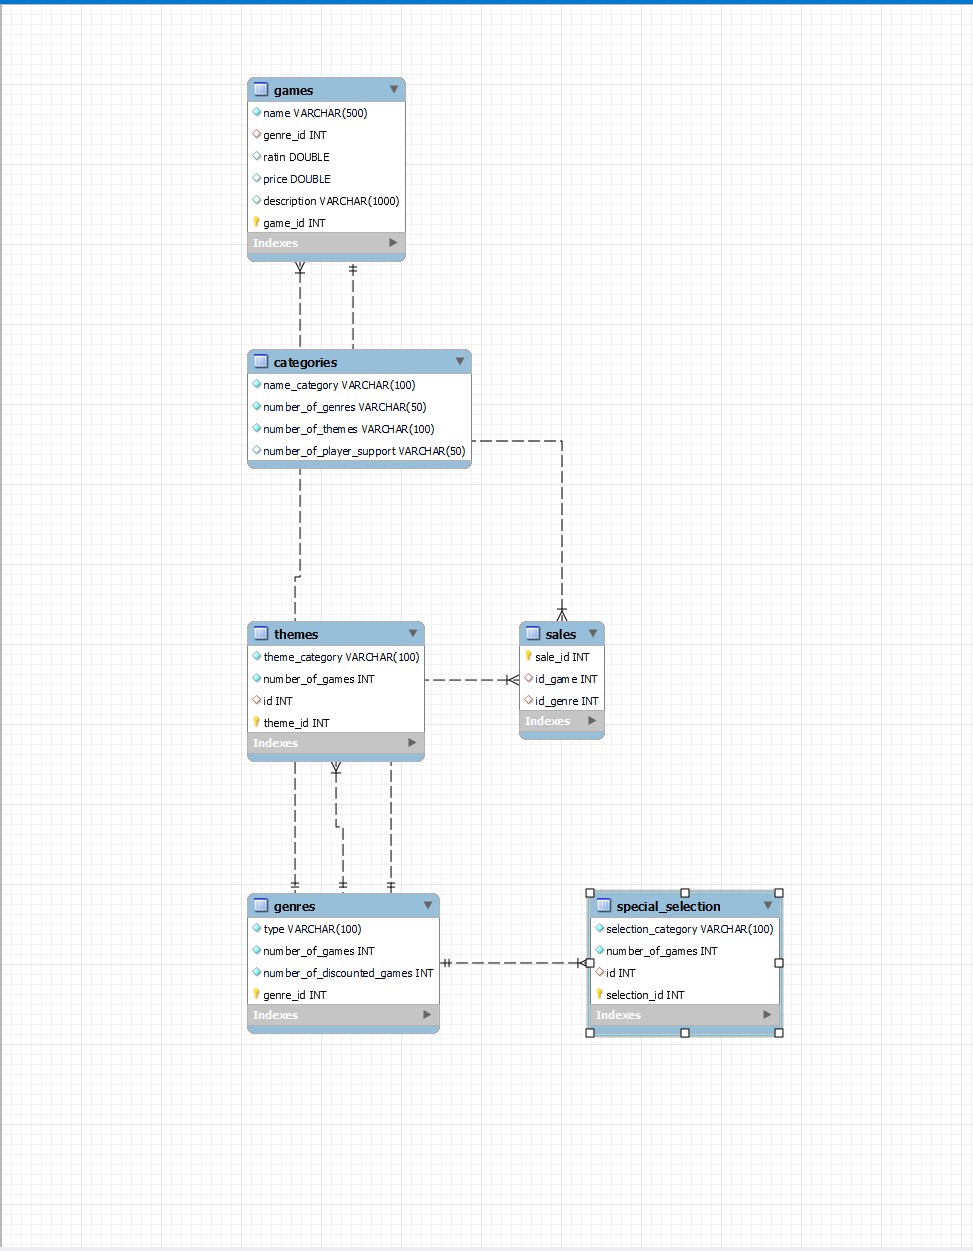 games
name VARCHAR(500)
genre_id INT
ratin DOUBLE
price DOUBLE
description VARCHAR(1000)
game_id INT
Indexes
categories
name_category VARCHAR(100)
number_of_genres VARCHAR(50)
number_of_themes VARCHAR(100)
number_of_player_support VARCHAR(50)
themes
theme_category VARCHAR(100)
number_of_games INT
id INT
theme_id INT
Indexes
sales
sale_id INT
id_game INT
id_genre INT
Indexes
genres
type VARCHAR(100)
number_of_games INT
number_of_discounted_games INT
genre_id INT
Indexes
special_selection
selection_category VARCHAR(100)
number_of_games INT
id INT
selection_id INT
Indexes